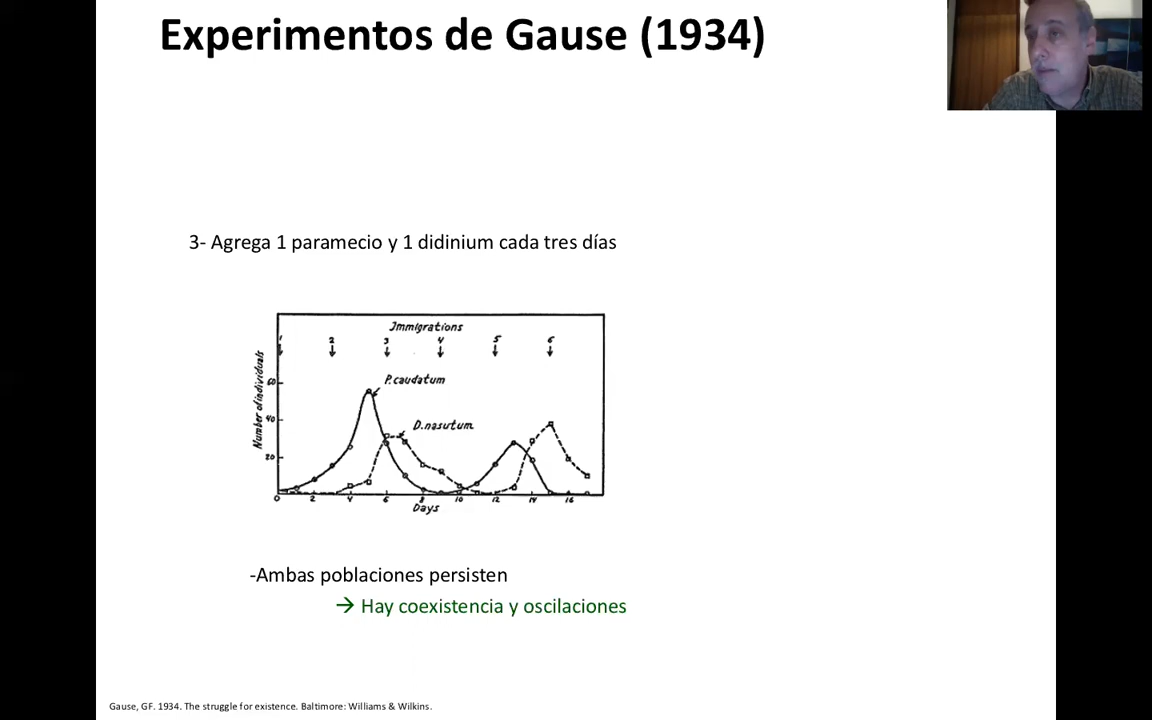 Experimentos de Gause (1934)
3- Agrega 1 paramecio y 1 didinium cada tres días
Immigrations
1 2 3 4 5 6
P. caudatum
D. nasutum
Number of individuals
60
40
20
0 2 4 6 8 10 12 14 16
Days
-Ambas poblaciones persisten
→ Hay coexistencia y oscilaciones
Gause, GF. 1934. The struggle for existence. Baltimore: Williams & Wilkins.